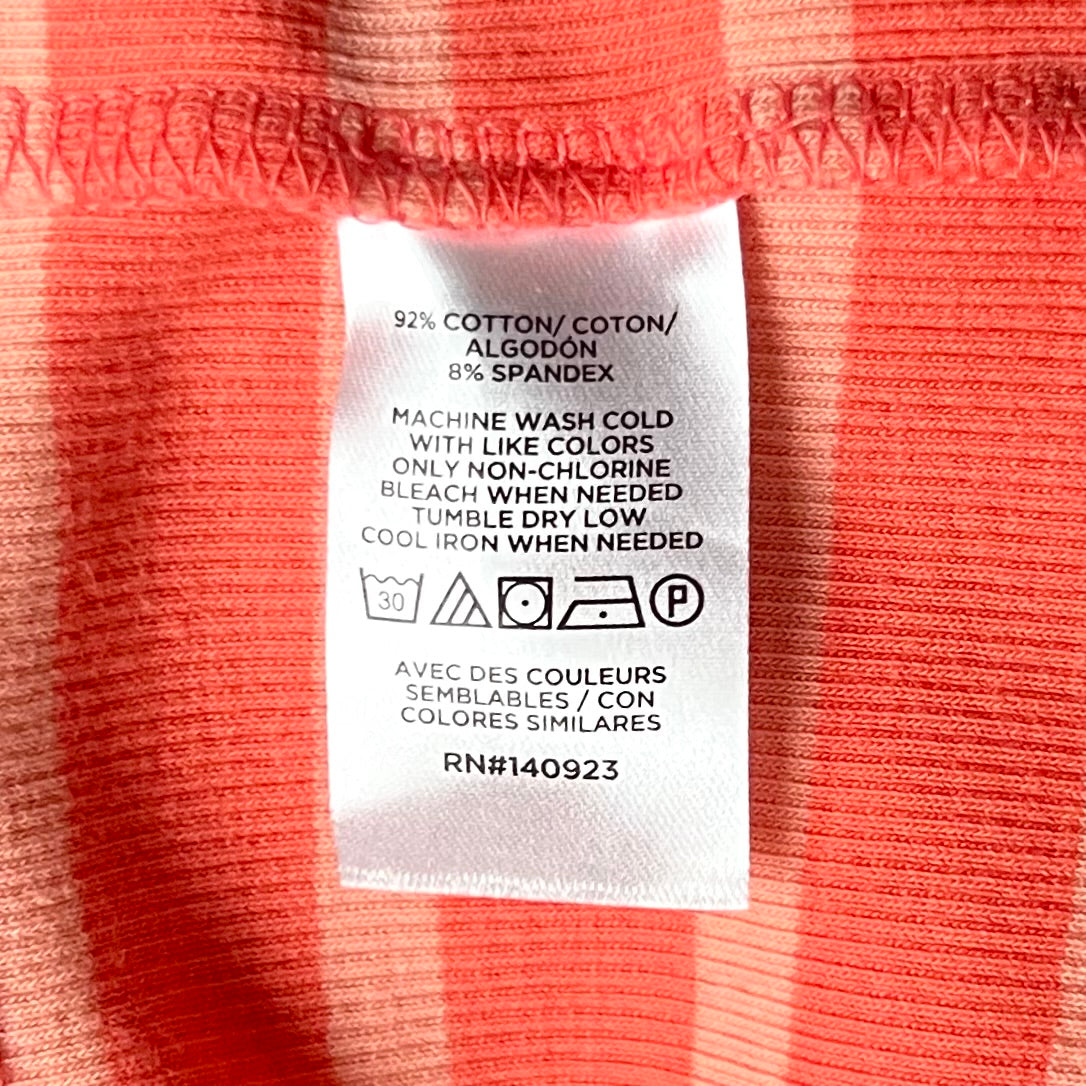 92% COTTON/ COTON/
ALGODÓN
8% SPANDEX
MACHINE WASH COLD
WITH LIKE COLORS
ONLY NON-CHLORINE
BLEACH WHEN NEEDED
TUMBLE DRY LOW
COOL IRON WHEN NEEDED
30 P
AVEC DES COULEURS
SEMBLABLES / CON
COLORES SIMILARES
RN#140923